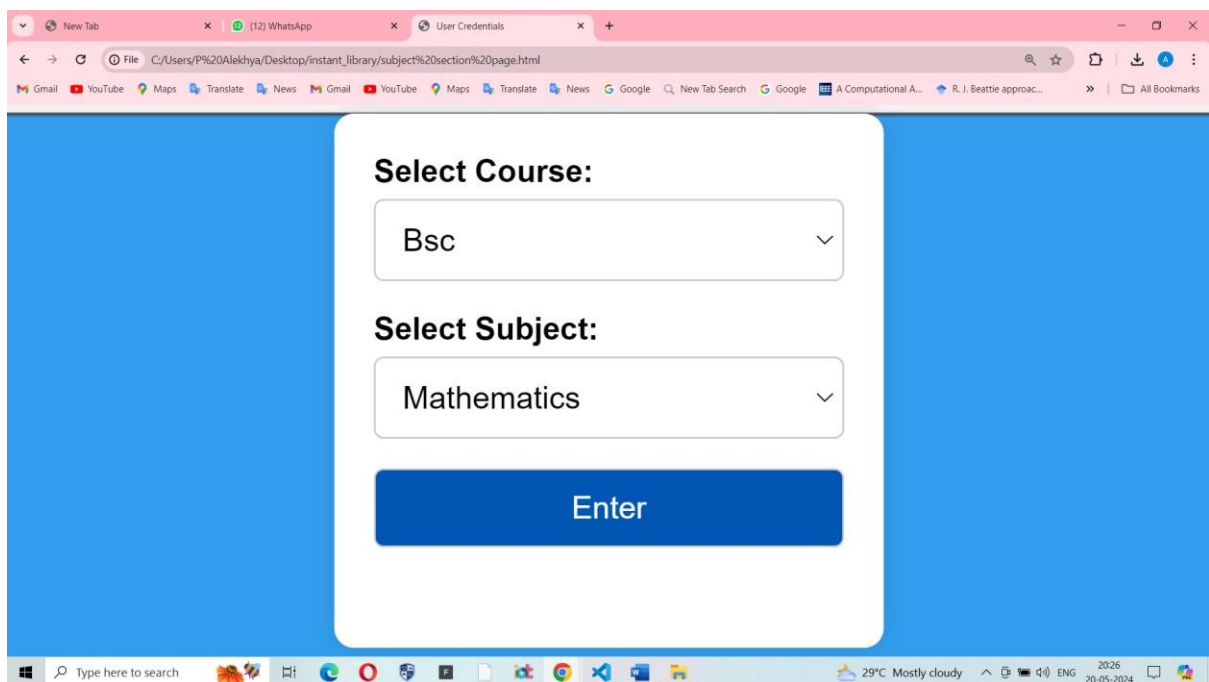 New Tab
(12) WhatsApp
User Credentials
File C:/Users/P%20Alekhya/Desktop/instant_library/subject%20section%20page.html
Gmail YouTube Maps Translate News Gmail YouTube Maps Translate News Google New Tab Search Google A Computational A... R. J. Beattie approac... » All Bookmarks
Select Course:
Bsc
Select Subject:
Mathematics
Enter
Type here to search
29°C Mostly cloudy ENG
20:26
20-05-2024